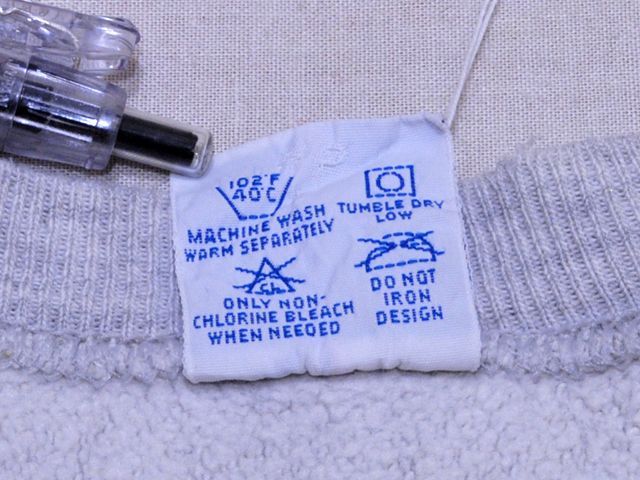 102°F
40°C
MACHINE WASH
WARM SEPARATELY
TUMBLE DRY
LOW
Ch
ONLY NON-
CHLORINE BLEACH
WHEN NEEDED
DO NOT
IRON
DESIGN